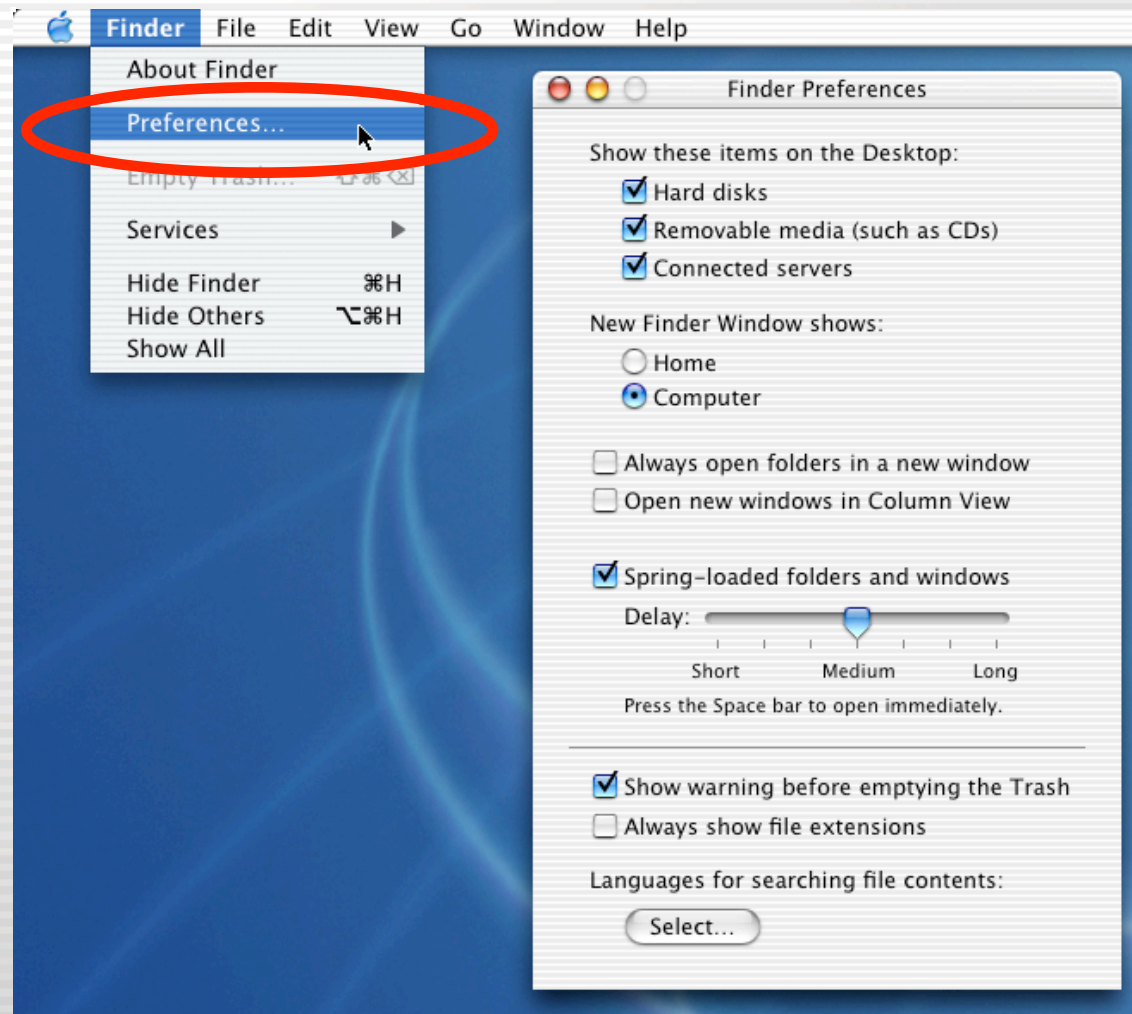 Finder File Edit View Go Window Help
About Finder
Preferences...
Empty Trash... ⇧⌘⌫
Services ▶
Hide Finder ⌘H
Hide Others ⌥⌘H
Show All
Finder Preferences
Show these items on the Desktop:
Hard disks
Removable media (such as CDs)
Connected servers
New Finder Window shows:
Home
Computer
Always open folders in a new window
Open new windows in Column View
Spring-loaded folders and windows
Delay:
Short Medium Long
Press the Space bar to open immediately.
Show warning before emptying the Trash
Always show file extensions
Languages for searching file contents:
Select...